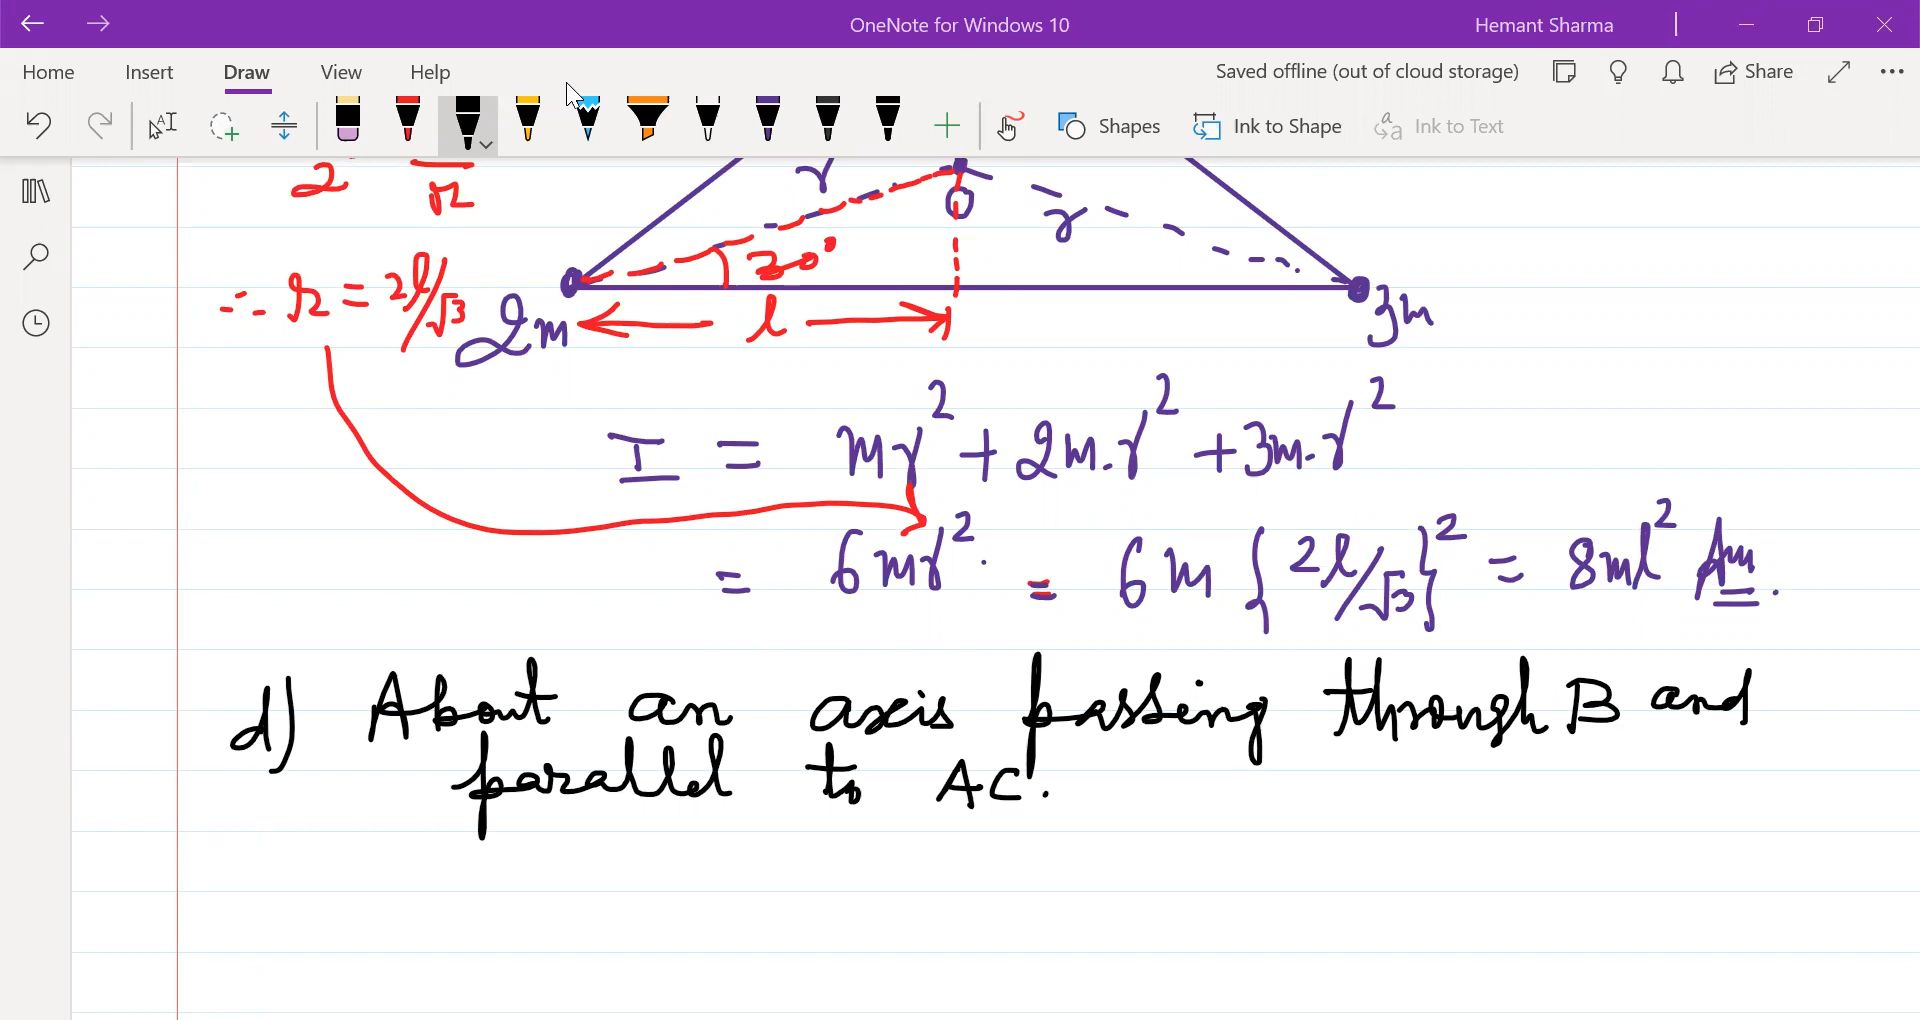 OneNote for Windows 10
Hemant Sharma
Home Insert Draw View Help
Saved offline (out of cloud storage) Share
Shapes Ink to Shape Ink to Text
2 √2
r O r
30°
∴ r = 2l/√3
2m l 3m
I = mr² + 2m.r² + 3m.r²
= 6mr². = 6m {2l/√3}² = 8ml² Ans.
d) About an axis passing through B and
parallel to AC.